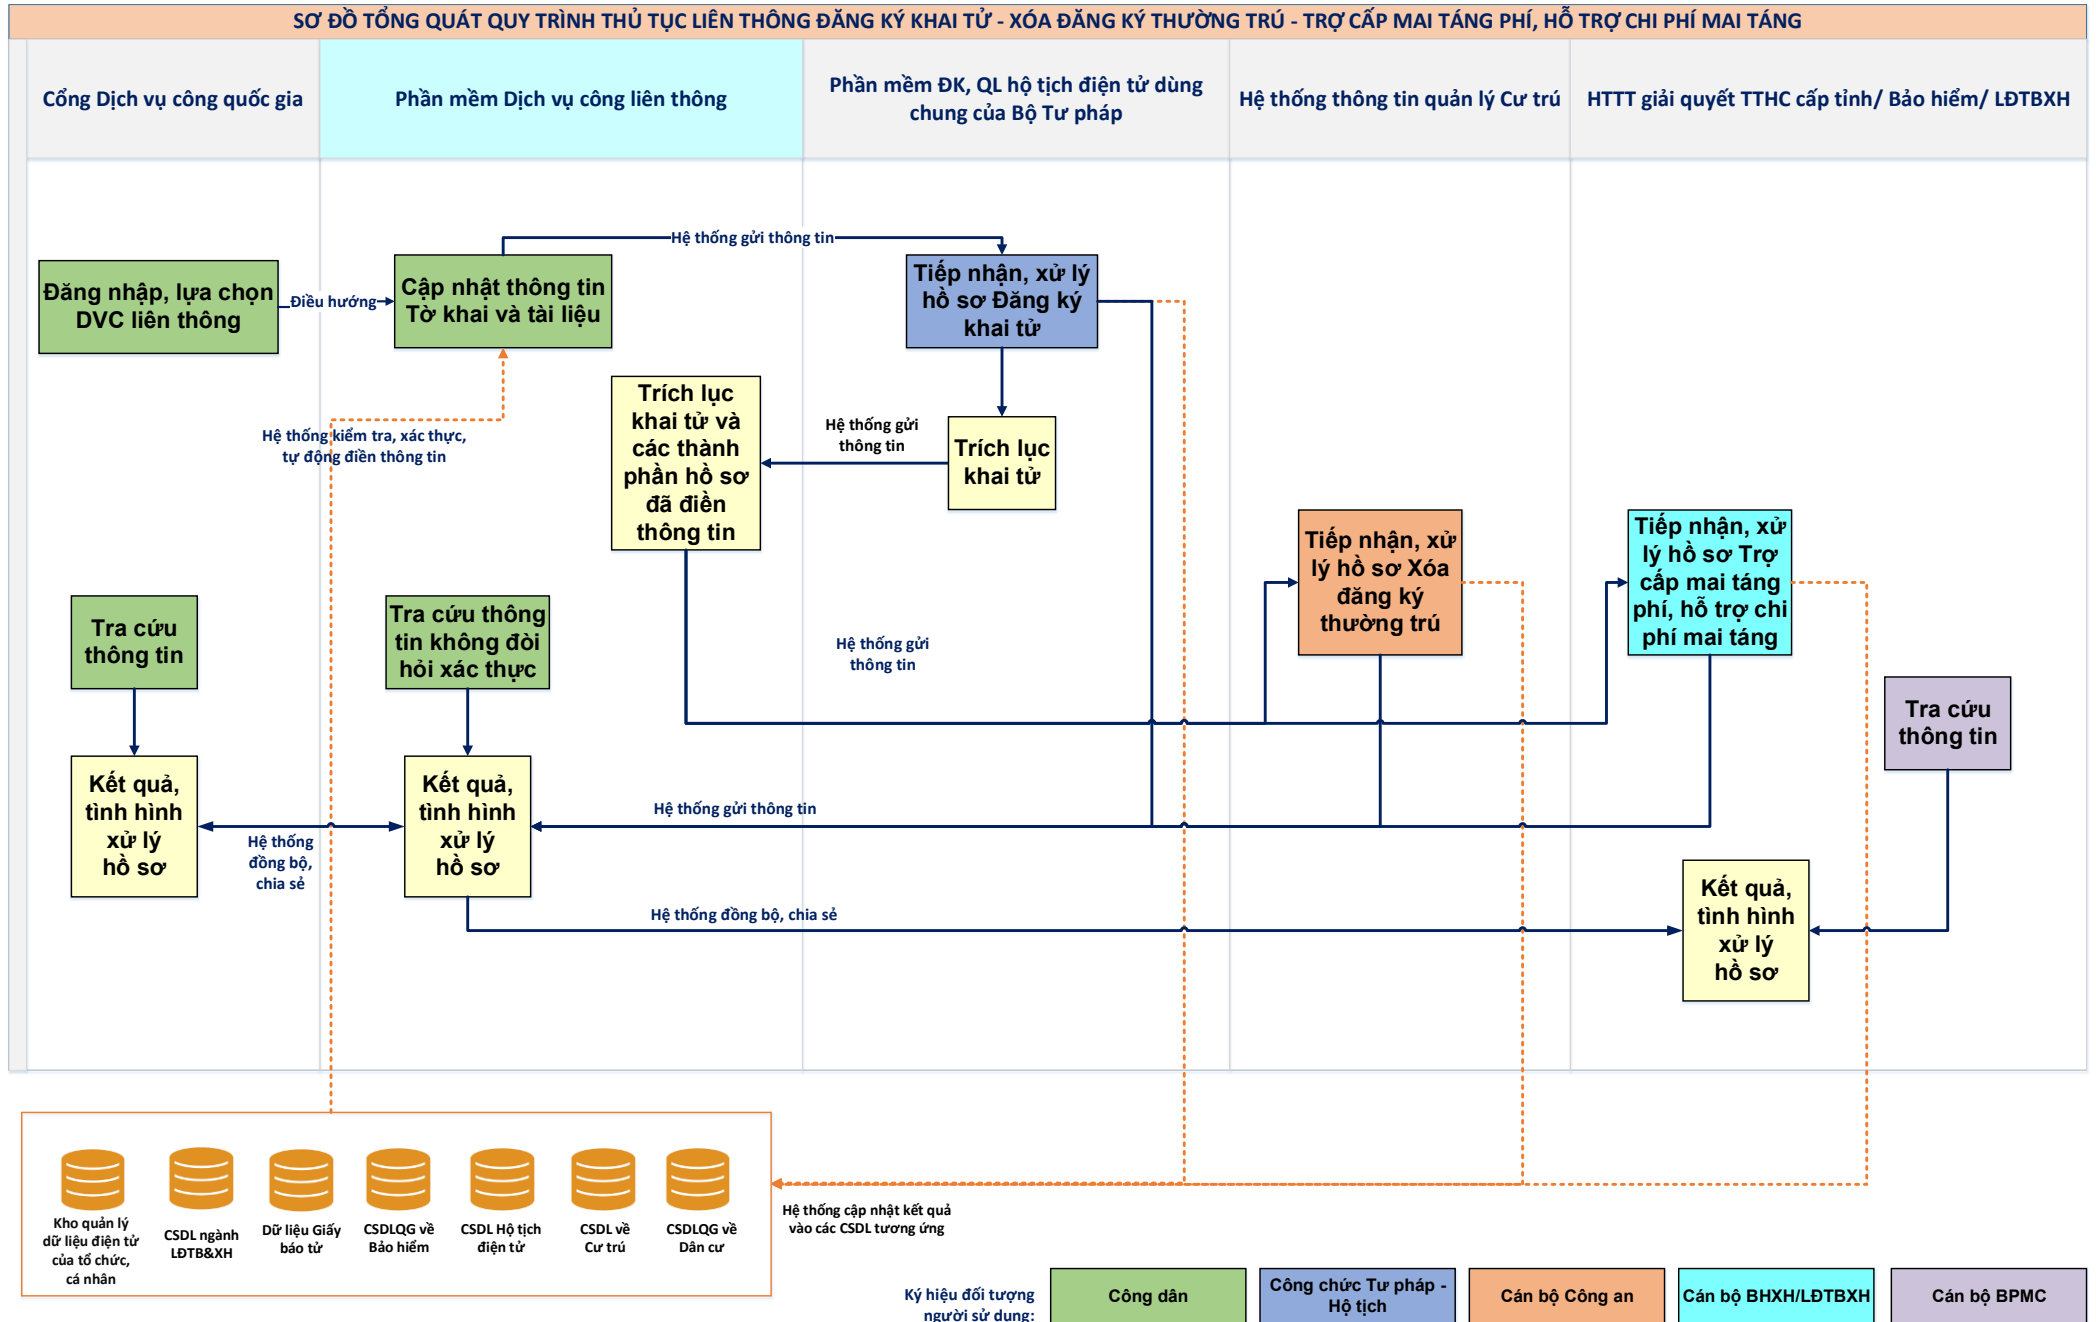 SƠ ĐỒ TỔNG QUÁT QUY TRÌNH THỦ TỤC LIÊN THÔNG ĐĂNG KÝ KHAI TỬ - XÓA ĐĂNG KÝ THƯỜNG TRÚ - TRỢ CẤP MAI TÁNG PHÍ, HỖ TRỢ CHI PHÍ MAI TÁNG
Cổng Dịch vụ công quốc gia
Phần mềm Dịch vụ công liên thông
Phần mềm ĐK, QL hộ tịch điện tử dùng
chung của Bộ Tư pháp
Hệ thống thông tin quản lý Cư trú
HTTT giải quyết TTHC cấp tỉnh/ Bảo hiểm/ LĐTBXH
Hệ thống gửi thông tin
Đăng nhập, lựa chọn
DVC liên thông
Điều hướng
Cập nhật thông tin
Tờ khai và tài liệu
Tiếp nhận, xử lý
hồ sơ Đăng ký
khai tử
Trích lục
khai tử và
các thành
phần hồ sơ
đã điền
thông tin
Hệ thống gửi
thông tin
Trích lục
khai tử
Hệ thống kiểm tra, xác thực,
tự động điền thông tin
Tiếp nhận, xử
lý hồ sơ Xóa
đăng ký
thường trú
Tiếp nhận, xử
lý hồ sơ Trợ
cấp mai táng
phí, hỗ trợ chi
phí mai táng
Tra cứu
thông tin
Tra cứu thông
tin không đòi
hỏi xác thực
Hệ thống gửi
thông tin
Tra cứu
thông tin
Kết quả,
tình hình
xử lý
hồ sơ
Hệ thống
đồng bộ,
chia sẻ
Kết quả,
tình hình
xử lý
hồ sơ
Hệ thống gửi thông tin
Hệ thống đồng bộ, chia sẻ
Kết quả,
tình hình
xử lý
hồ sơ
Kho quản lý
dữ liệu điện tử
của tổ chức,
cá nhân
CSDL ngành
LĐTB&XH
Dữ liệu Giấy
báo tử
CSDLQG về
Bảo hiểm
CSDL Hộ tịch
điện tử
CSDL về
Cư trú
CSDLQG về
Dân cư
Hệ thống cập nhật kết quả
vào các CSDL tương ứng
Ký hiệu đối tượng
người sử dụng:
Công dân
Công chức Tư pháp -
Hộ tịch
Cán bộ Công an
Cán bộ BHXH/LĐTBXH
Cán bộ BPMC